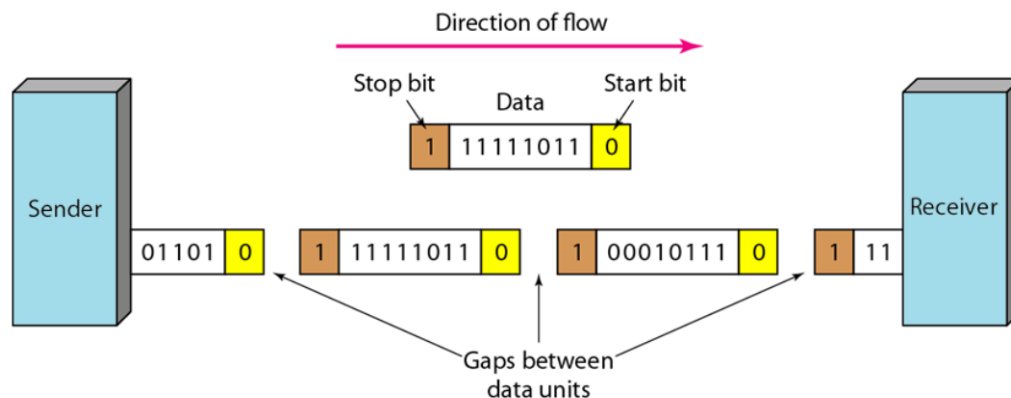 Direction of flow
Stop bit
Data
Start bit
1 11111011 0
Sender
Receiver
01101 0
1 11111011 0
1 00010111 0
1 11
Gaps between
data units